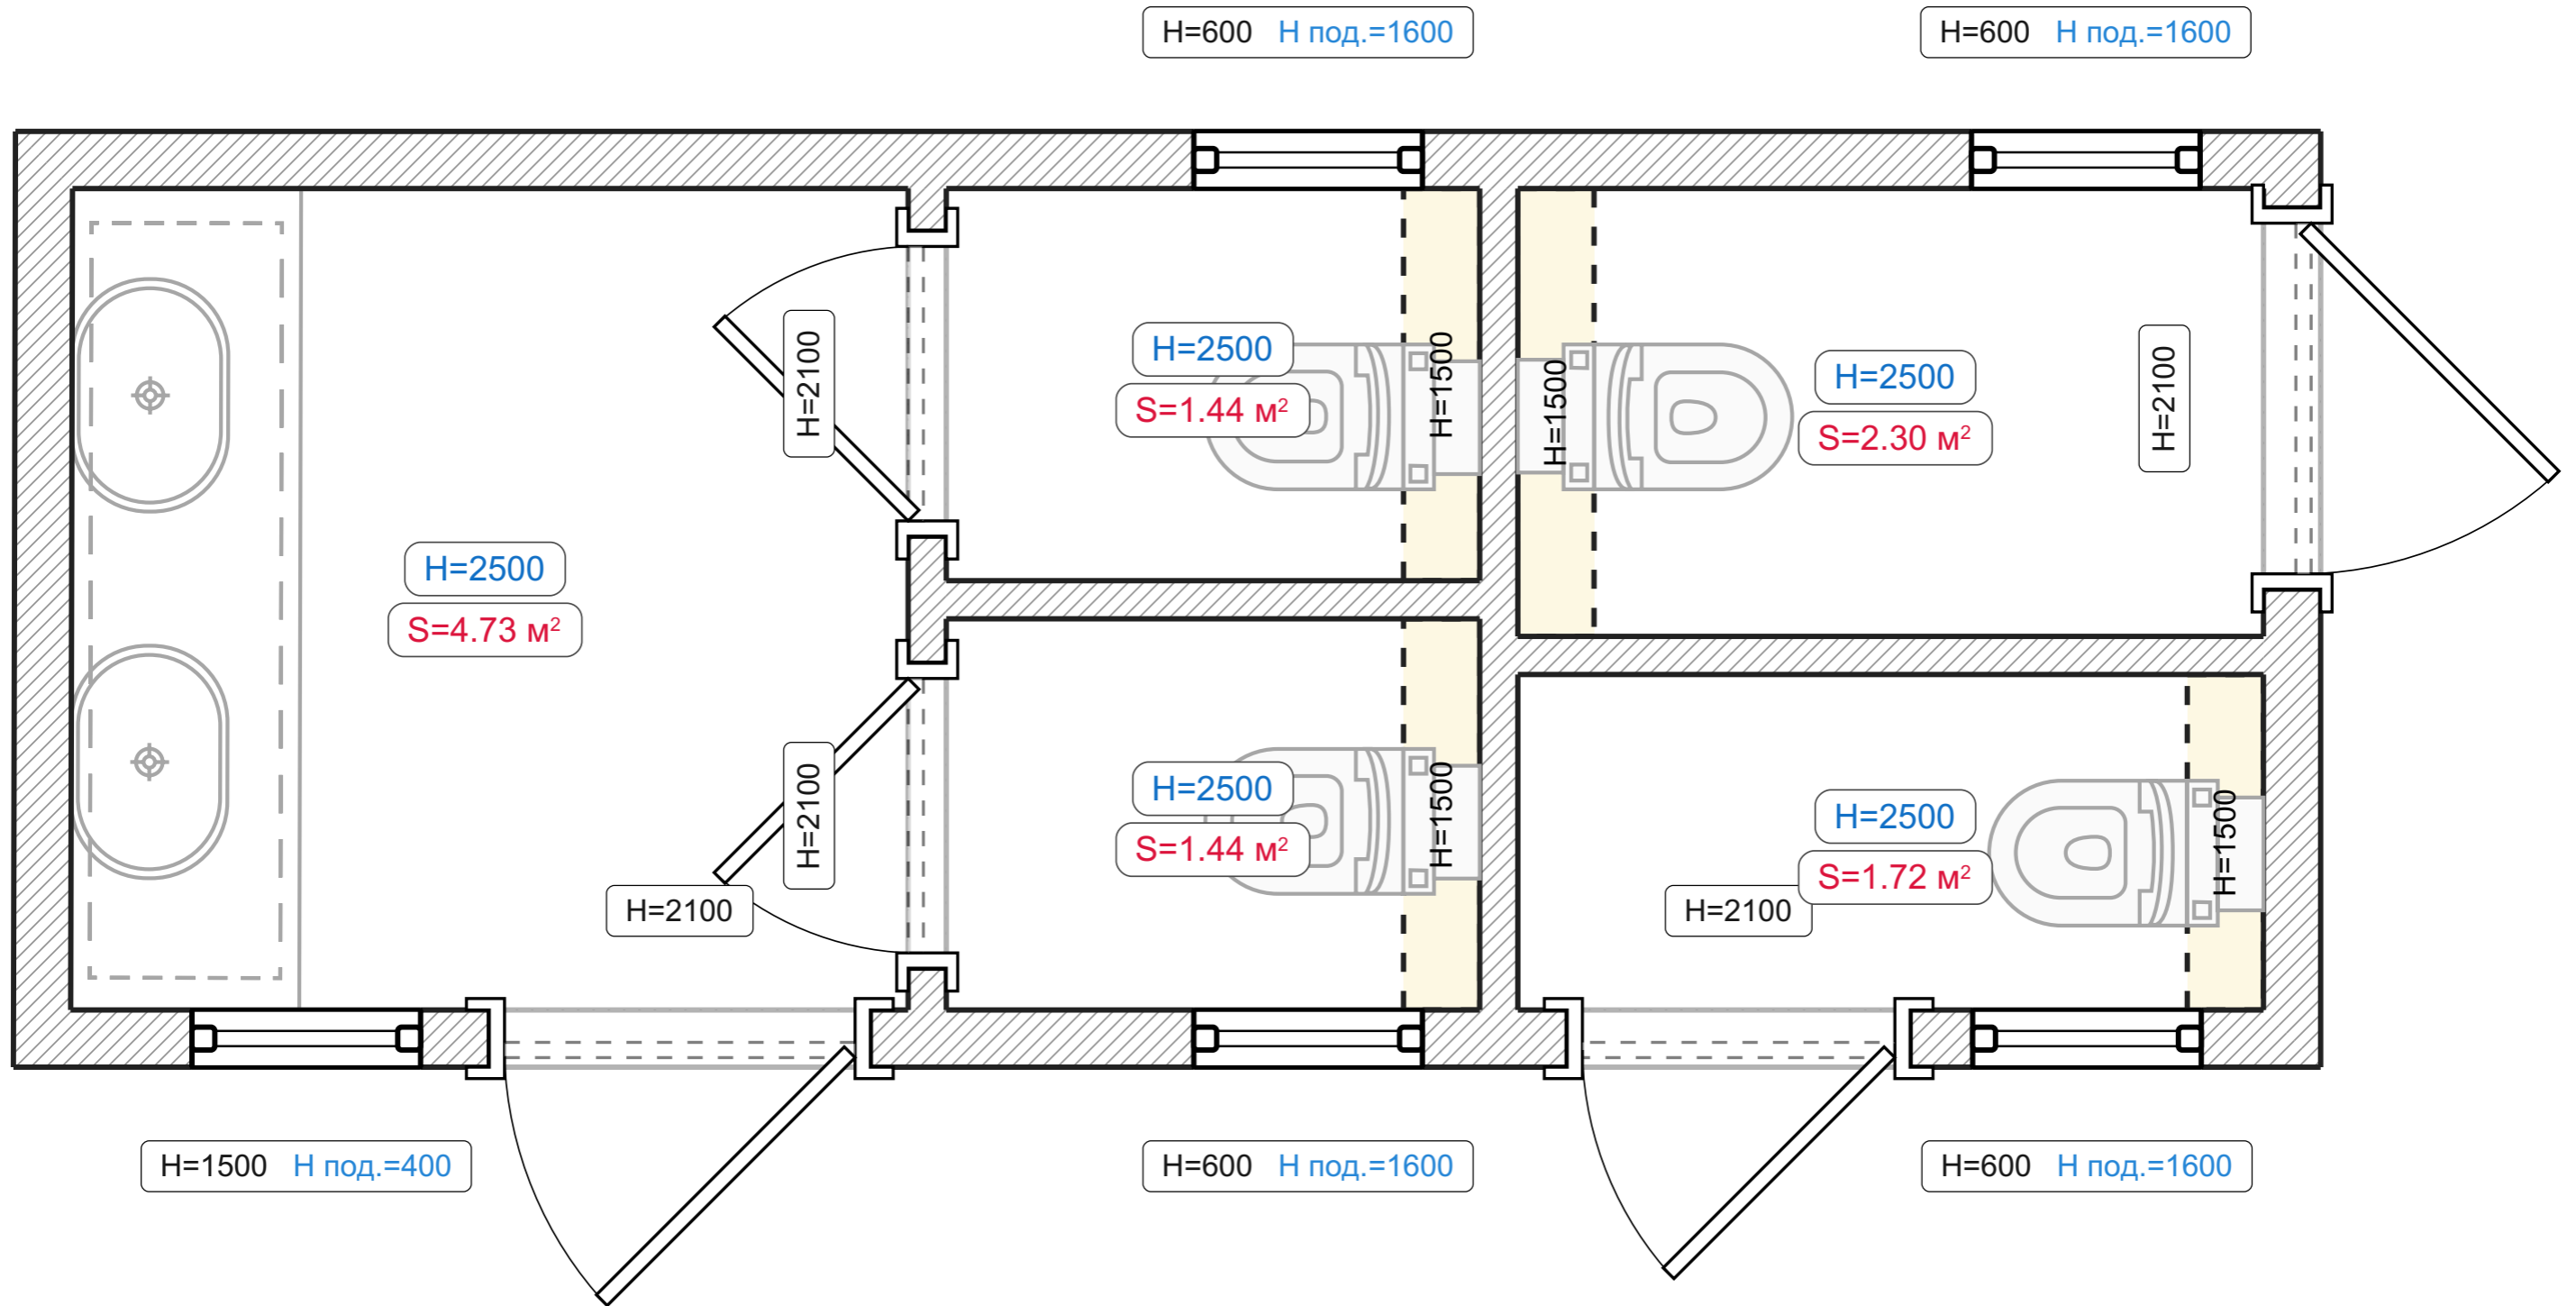 H=600 Н под.=1600
H=600 Н под.=1600
H=2100
H=2500
S=1.44 м²
H=1500
H=1500
H=2500
S=2.30 м²
H=2100
H=2500
S=4.73 м²
H=2100
H=2100
H=2500
S=1.44 м²
H=1500
H=2100
H=2500
S=1.72 м²
H=1500
H=1500 Н под.=400
H=600 Н под.=1600
H=600 Н под.=1600